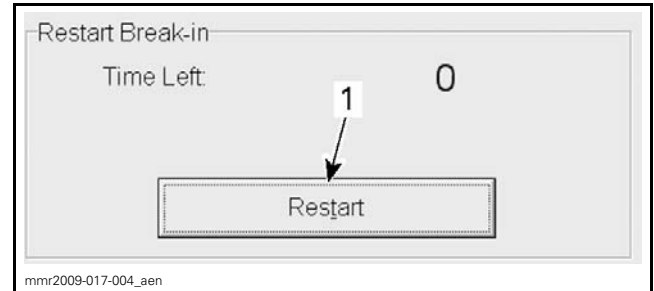 Restart Break-in
Time Left: 0
1
Restart
mmr2009-017-004_aen